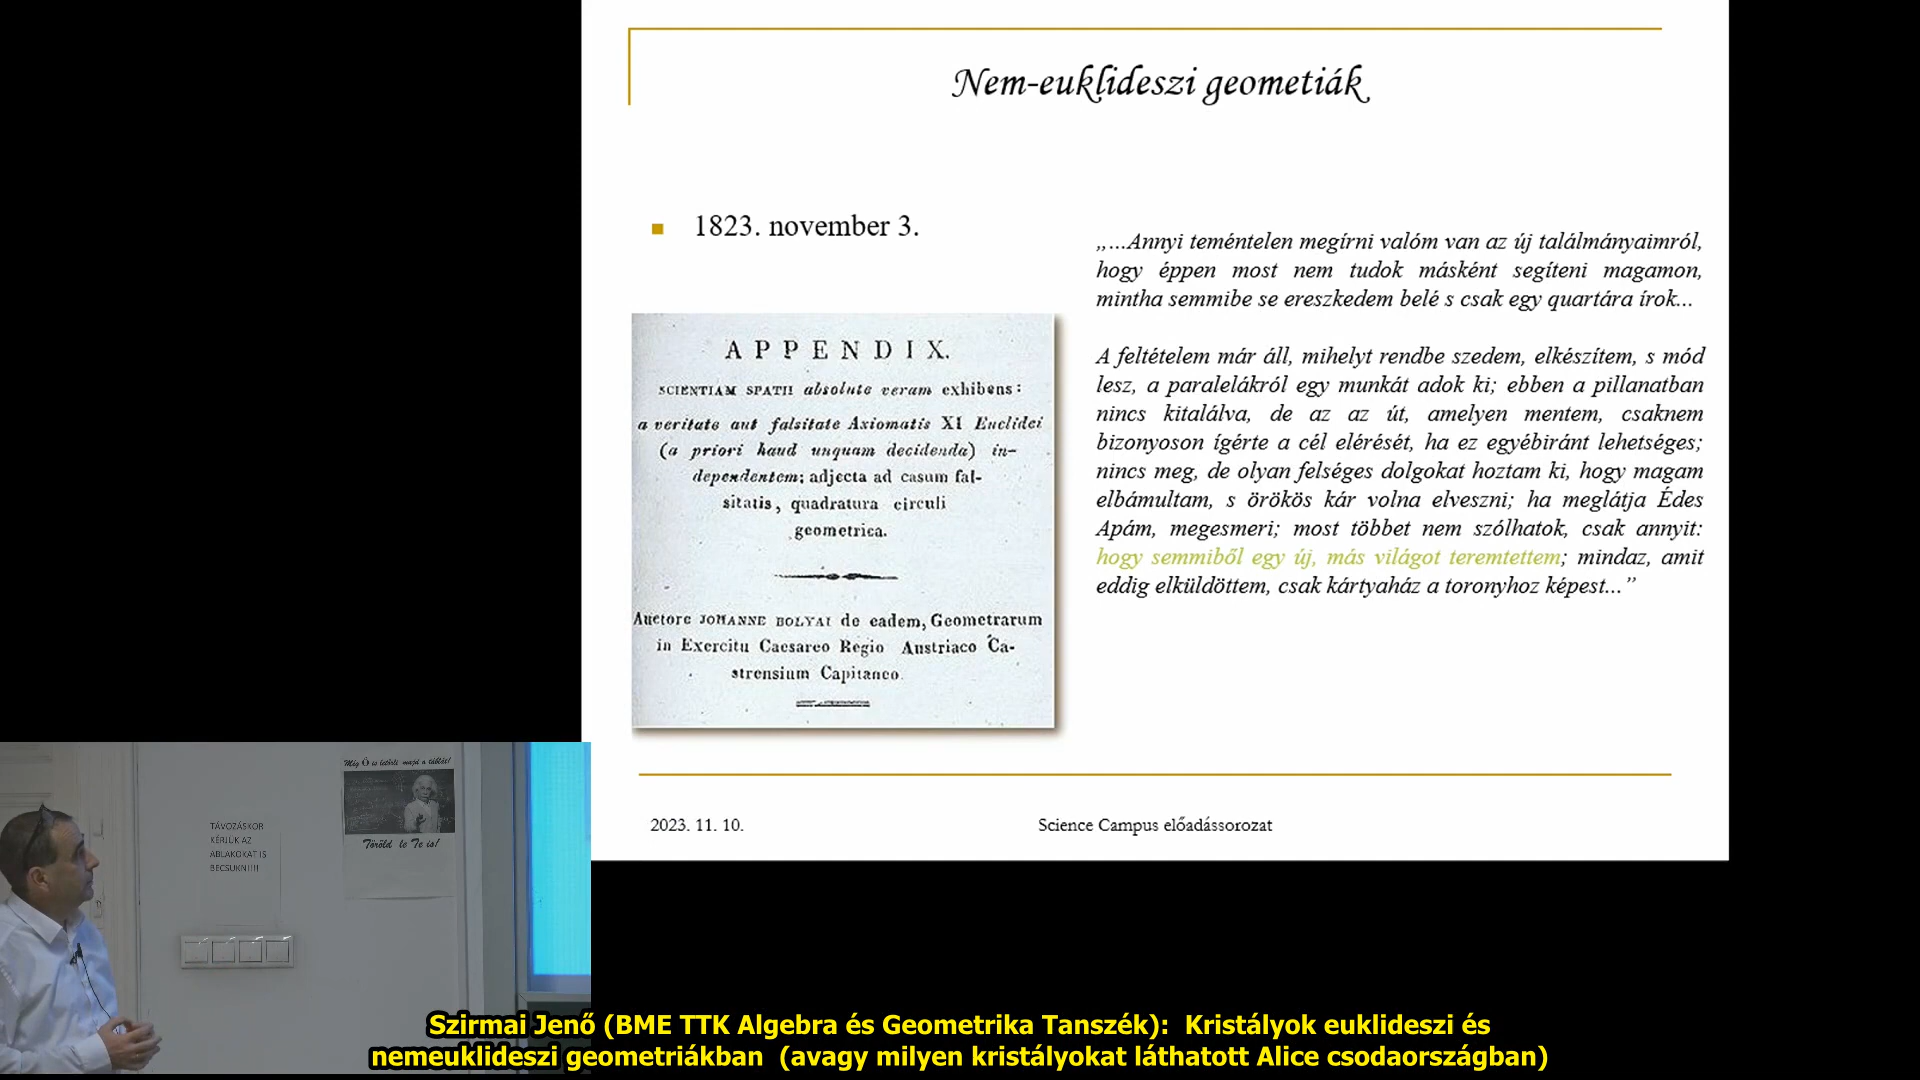 Nem-euklideszi geometiák
1823. november 3.
„...Annyi teméntelen megírni valóm van az új találmányaimról,
hogy éppen most nem tudok másként segíteni magamon,
mintha semmibe se ereszkedem belé s csak egy quartára írok...
A feltételem már áll, mihelyt rendbe szedem, elkészítem, s mód
lesz, a paralelákról egy munkát adok ki; ebben a pillanatban
nincs kitalálva, de az az út, amelyen mentem, csaknem
bizonyoson ígérte a cél elérését, ha ez egyébiránt lehetséges;
nincs meg, de olyan felséges dolgokat hoztam ki, hogy magam
elbámultam, s örökös kár volna elveszni; ha meglátja Édes
Apám, megesmeri; most többet nem szólhatok, csak annyit:
hogy semmiből egy új, más világot teremtettem; mindaz, amit
eddig elküldöttem, csak kártyaház a toronyhoz képest...”
APPENDIX.
SCIENTIAM SPATII absolute veram exhibens:
a veritate aut falsitate Axiomatis XI Euclidei
(a priori haud unquam decidenda) in-
dependentem; adjecta ad casum fal-
sitatis, quadratura circuli
geometrica.
Auctore JOHANNE BOLYAI de eadem, Geometrarum
in Exercitu Caesareo Regio Austriaco Ca-
strensium Capitaneo.
2023. 11. 10.
Science Campus előadássorozat
Még Ő is letörli majd a táblát!
Töröld le Te is!
TÁVOZÁSKOR
KÉRJÜK AZ
ABLAKOKAT IS
BECSUKNI!!!!
Szirmai Jenő (BME TTK Algebra és Geometrika Tanszék): Kristályok euklideszi és
nemeuklideszi geometriákban (avagy milyen kristályokat láthatott Alice csodaországban)